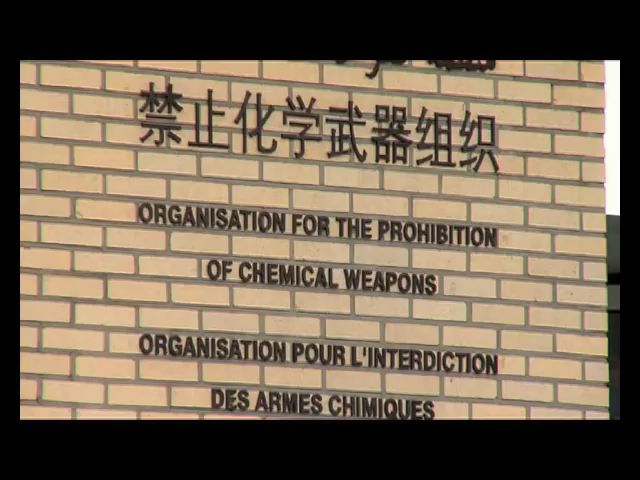 禁止化学武器组织
ORGANISATION FOR THE PROHIBITION
OF CHEMICAL WEAPONS
ORGANISATION POUR L'INTERDICTION
DES ARMES CHIMIQUES